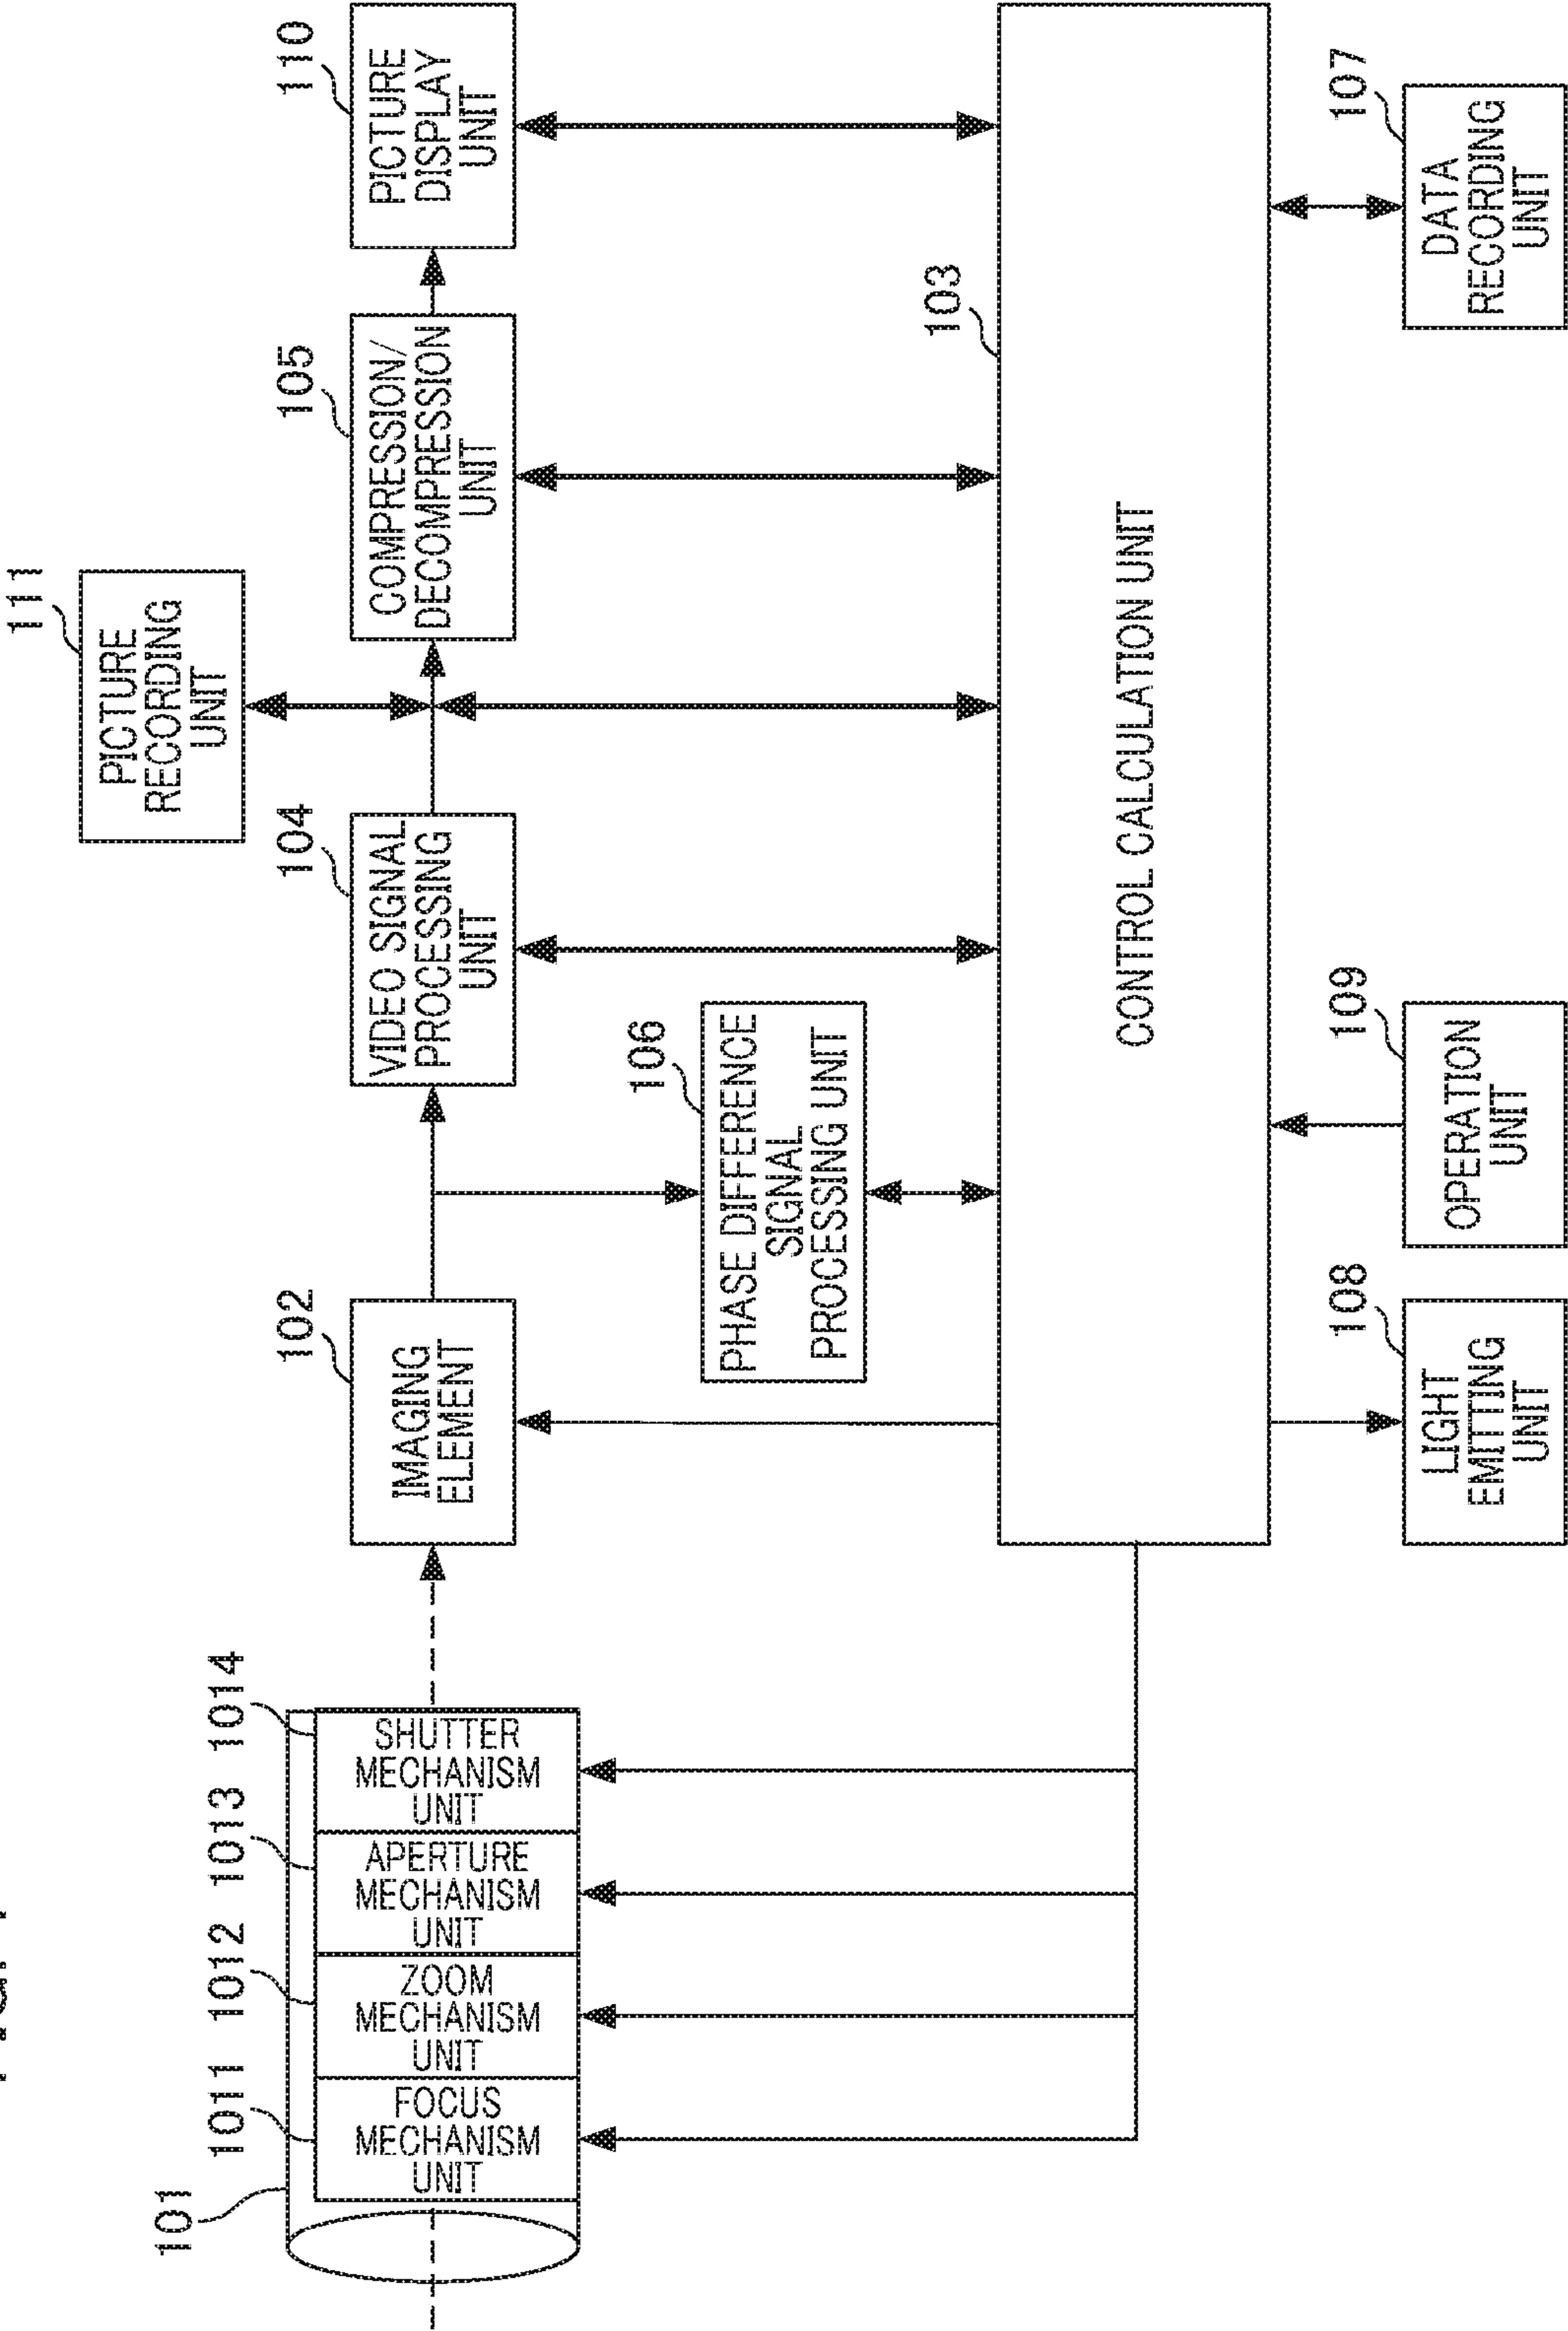 111
PICTURE
RECORDING
UNIT
101
1011
FOCUS
MECHANISM
UNIT
1012
ZOOM
MECHANISM
UNIT
1013
APERTURE
MECHANISM
UNIT
1014
SHUTTER
MECHANISM
UNIT
102
IMAGING
ELEMENT
104
VIDEO SIGNAL
PROCESSING
UNIT
105
COMPRESSION/
DECOMPRESSION
UNIT
110
PICTURE
DISPLAY
UNIT
106
PHASE DIFFERENCE
SIGNAL
PROCESSING UNIT
103
CONTROL CALCULATION UNIT
108
LIGHT
EMITTING
UNIT
109
OPERATION
UNIT
107
DATA
RECORDING
UNIT